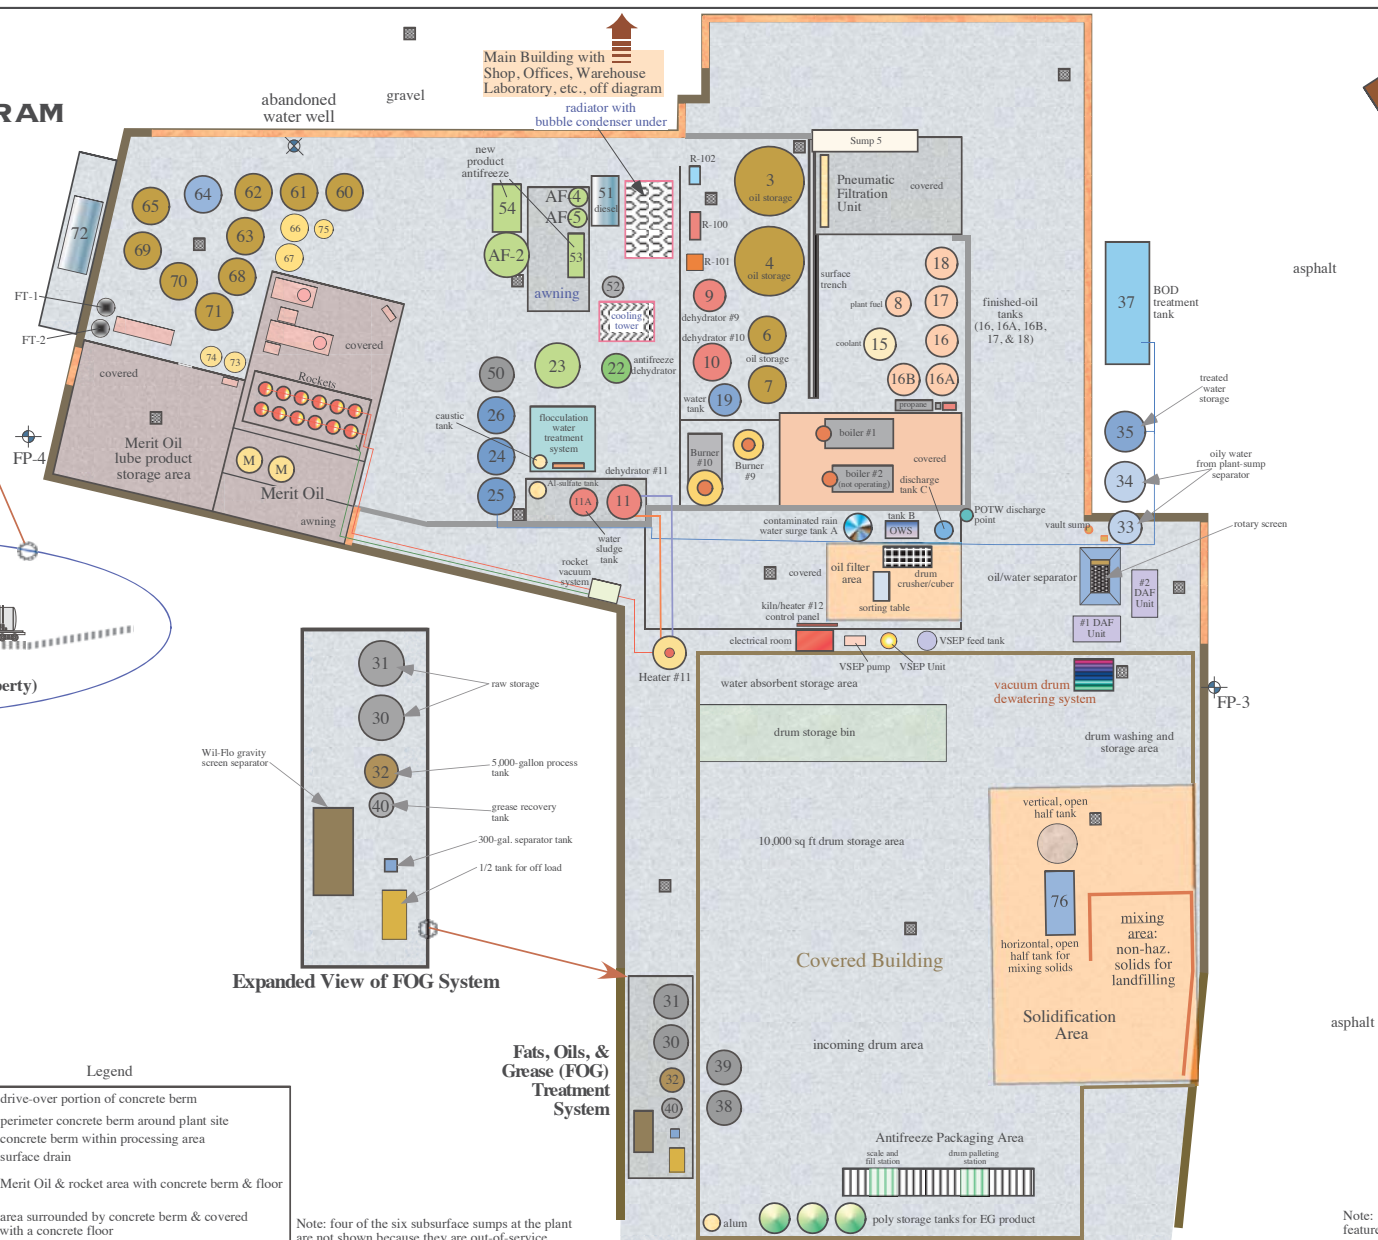 RAM
abandoned
water well
gravel
Main Building with
Shop, Offices, Warehouse
Laboratory, etc., off diagram
radiator with
bubble condenser under
new
product
antifreeze
65
64
62
61
60
66
75
63
67
69
70
68
71
72
FT-1
FT-2
74
73
covered
covered
Rockets
Merit Oil
lube product
storage area
M
M
Merit Oil
awning
FP-4
54
AF-4
AF-5
AF-2
53
awning
51
diesel
52
cooling
tower
R-102
R-100
R-101
3
oil storage
4
oil storage
9
dehydrator #9
dehydrator #10
10
6
oil storage
7
water
tank
19
Sump 5
Pneumatic
Filtration
Unit
covered
surface
trench
18
plant fuel
8
17
coolant
15
16
16B
16A
propane
finished-oil
tanks
(16, 16A, 16B,
17, & 18)
37
BOD
treatment
tank
asphalt
treated
water
storage
35
oily water
from plant-sump
separator
34
vault sump
33
rotary screen
50
23
22
antifreeze
dehydrator
caustic
tank
26
24
25
flocculation
water
treatment
system
dehydrator #11
Al-sulfate tank
11A
11
water
sludge
tank
rocket
vacuum
system
Burner
#10
Burner
#9
boiler #1
boiler #2
(not operating)
covered
discharge
tank C
POTW discharge
point
contaminated rain
water surge tank A
tank B
OWS
covered
oil filter
area
drum
crusher/cuber
sorting table
kiln/heater #12
control panel
electrical room
VSEP pump
VSEP Unit
VSEP feed tank
Heater #11
oil/water separator
#2
DAF
Unit
#1 DAF
Unit
vacuum drum
dewatering system
FP-3
water absorbent storage area
drum storage bin
drum washing and
storage area
perty)
31
30
raw storage
Wil-Flo gravity
screen separator
32
5,000-gallon process
tank
40
grease recovery
tank
300-gal. separator tank
1/2 tank for off load
Expanded View of FOG System
10,000 sq ft drum storage area
vertical, open
half tank
76
horizontal, open
half tank for
mixing solids
mixing
area:
non-haz.
solids for
landfilling
Solidification
Area
Covered Building
incoming drum area
asphalt
31
30
32
40
39
38
Fats, Oils, &
Grease (FOG)
Treatment
System
Antifreeze Packaging Area
scale and
fill station
drum palleting
station
alum
poly storage tanks for EG product
Legend
drive-over portion of concrete berm
perimeter concrete berm around plant site
concrete berm within processing area
surface drain
Merit Oil & rocket area with concrete berm & floor
area surrounded by concrete berm & covered
with a concrete floor
Note: four of the six subsurface sumps at the plant
are not shown because they are out-of-service
Note:
feature